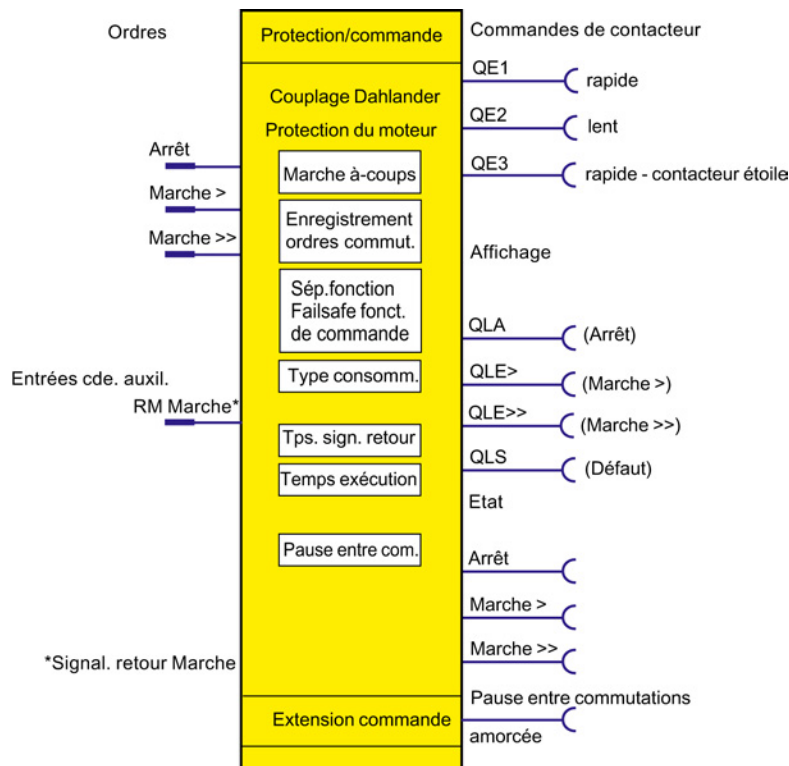 Ordres
Arrêt
Marche >
Marche >>
Entrées cde. auxil.
RM Marche*
*Signal. retour Marche
Protection/commande
Couplage Dahlander
Protection du moteur
Marche à-coups
Enregistrement
ordres commut.
Sép.fonction
Failsafe fonct.
de commande
Type consomm.
Tps. sign. retour
Temps exécution
Pause entre com.
Extension commande
Commandes de contacteur
QE1
rapide
QE2
lent
QE3
rapide - contacteur étoile
Affichage
QLA
(Arrêt)
QLE>
(Marche >)
QLE>>
(Marche >>)
QLS
(Défaut)
Etat
Arrêt
Marche >
Marche >>
Pause entre commutations
amorcée